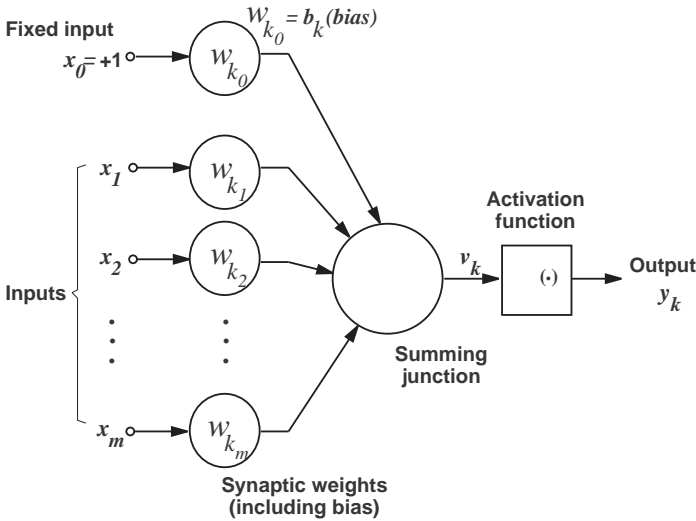 w_{k_0} = b_k (bias)
Fixed input
x_0 = +1
w_{k_0}
x_1
w_{k_1}
x_2
w_{k_2}
Inputs
x_m
w_{k_m}
Synaptic weights
(including bias)
Summing
junction
v_k
Activation
function
(·)
Output
y_k